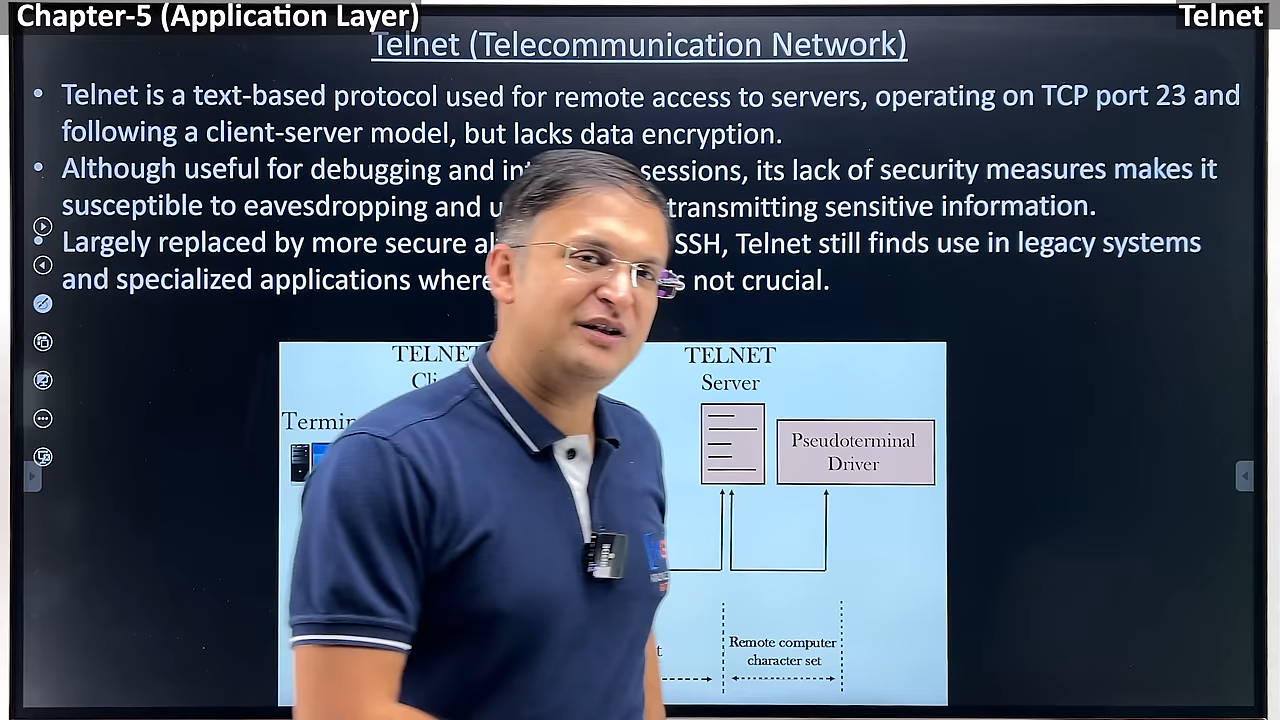 Chapter-5 (Application Layer)
Telnet
Telnet (Telecommunication Network)
• Telnet is a text-based protocol used for remote access to servers, operating on TCP port 23 and
following a client-server model, but lacks data encryption.
• Although useful for debugging and sessions, its lack of security measures makes it
susceptible to eavesdropping and transmitting sensitive information.
• Largely replaced by more secure SSH, Telnet still finds use in legacy systems
and specialized applications where not crucial.
TELNET
TELNET
Server
Pseudoterminal
Driver
Remote computer
character set